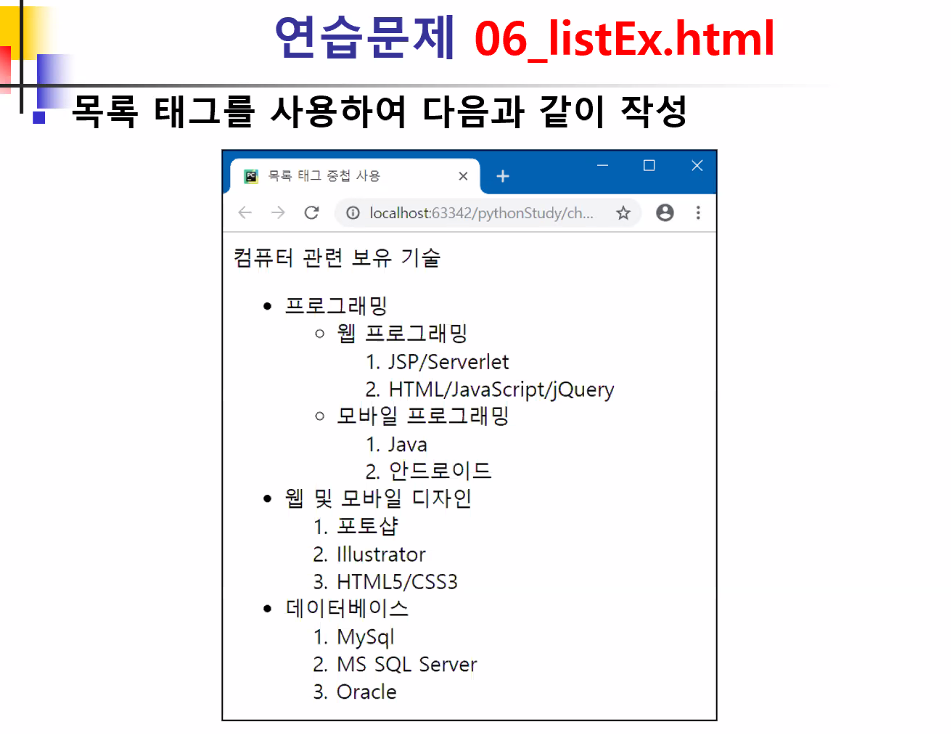 연습문제 06_listEx.html
목록 태그를 사용하여 다음과 같이 작성
목록 태그 중첩 사용
localhost:63342/pythonStudy/ch...
컴퓨터 관련 보유 기술
프로그래밍
웹 프로그래밍
1. JSP/Serverlet
2. HTML/JavaScript/jQuery
모바일 프로그래밍
1. Java
2. 안드로이드
웹 및 모바일 디자인
1. 포토샵
2. Illustrator
3. HTML5/CSS3
데이터베이스
1. MySql
2. MS SQL Server
3. Oracle